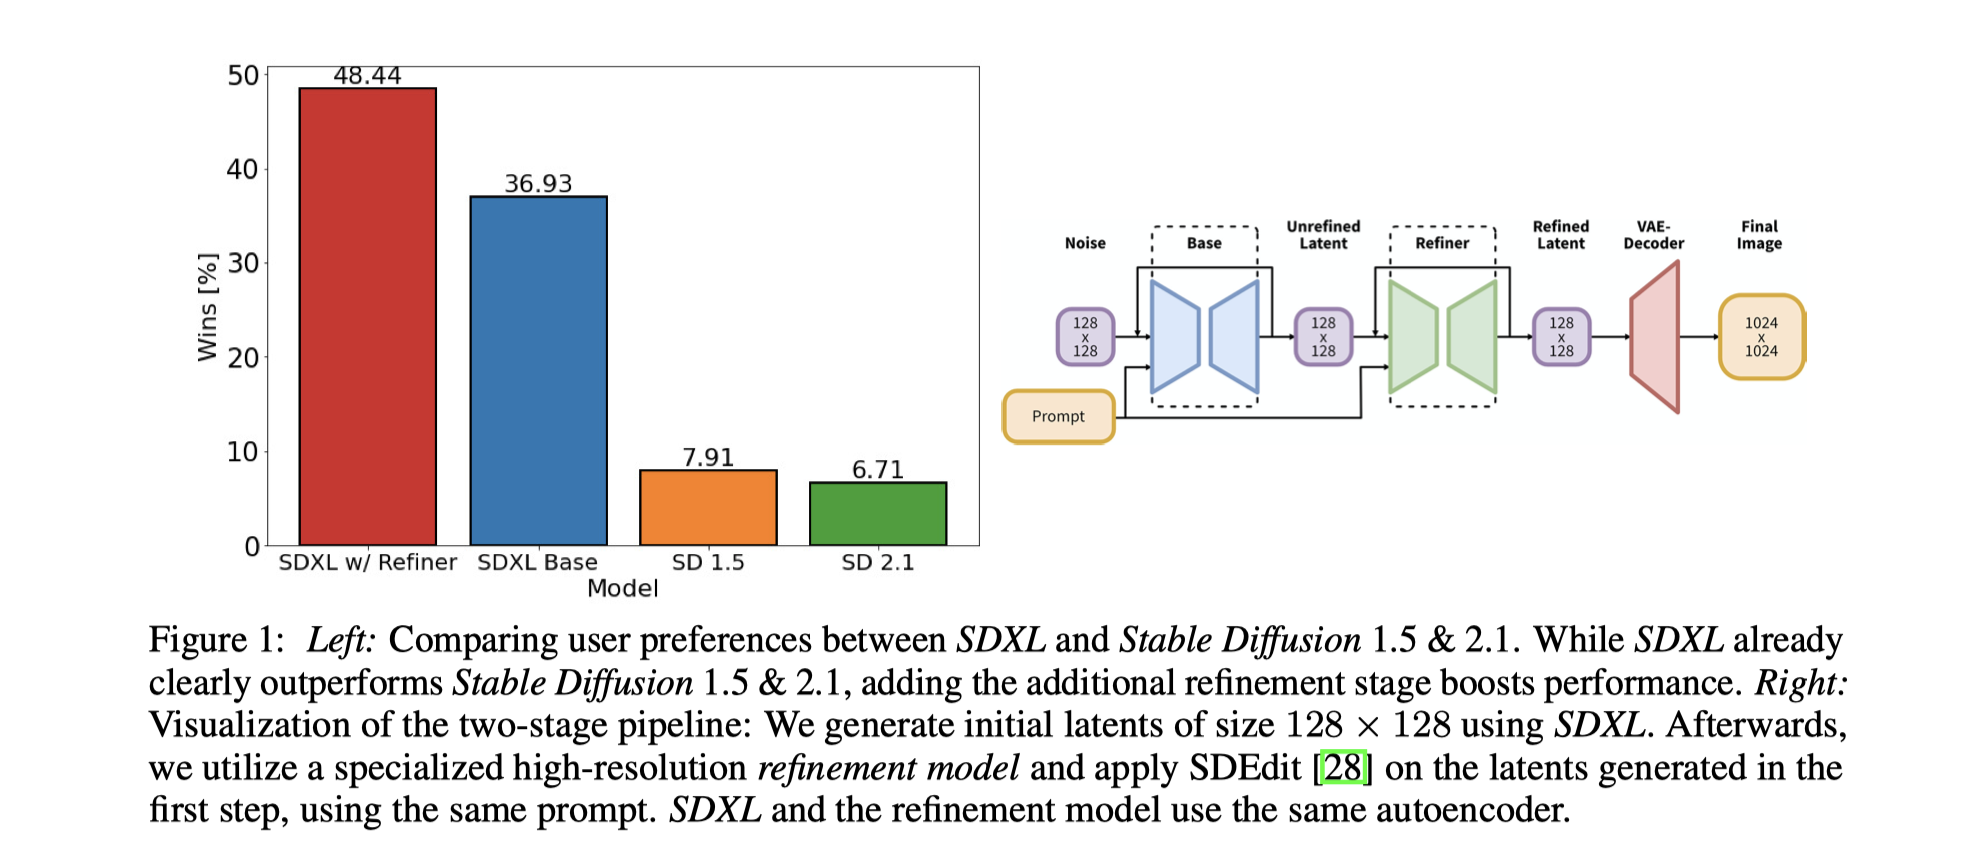 50
40
30
20
10
0
Wins [%]
48.44
36.93
7.91
6.71
SDXL w/ Refiner SDXL Base SD 1.5 SD 2.1
Model
Noise
Base
Unrefined
Latent
Refiner
Refined
Latent
VAE-
Decoder
Final
Image
128
x
128
128
x
128
128
x
128
1024
x
1024
Prompt
Figure 1: Left: Comparing user preferences between SDXL and Stable Diffusion 1.5 & 2.1. While SDXL already
clearly outperforms Stable Diffusion 1.5 & 2.1, adding the additional refinement stage boosts performance. Right:
Visualization of the two-stage pipeline: We generate initial latents of size 128 × 128 using SDXL. Afterwards,
we utilize a specialized high-resolution refinement model and apply SDEdit [28] on the latents generated in the
first step, using the same prompt. SDXL and the refinement model use the same autoencoder.